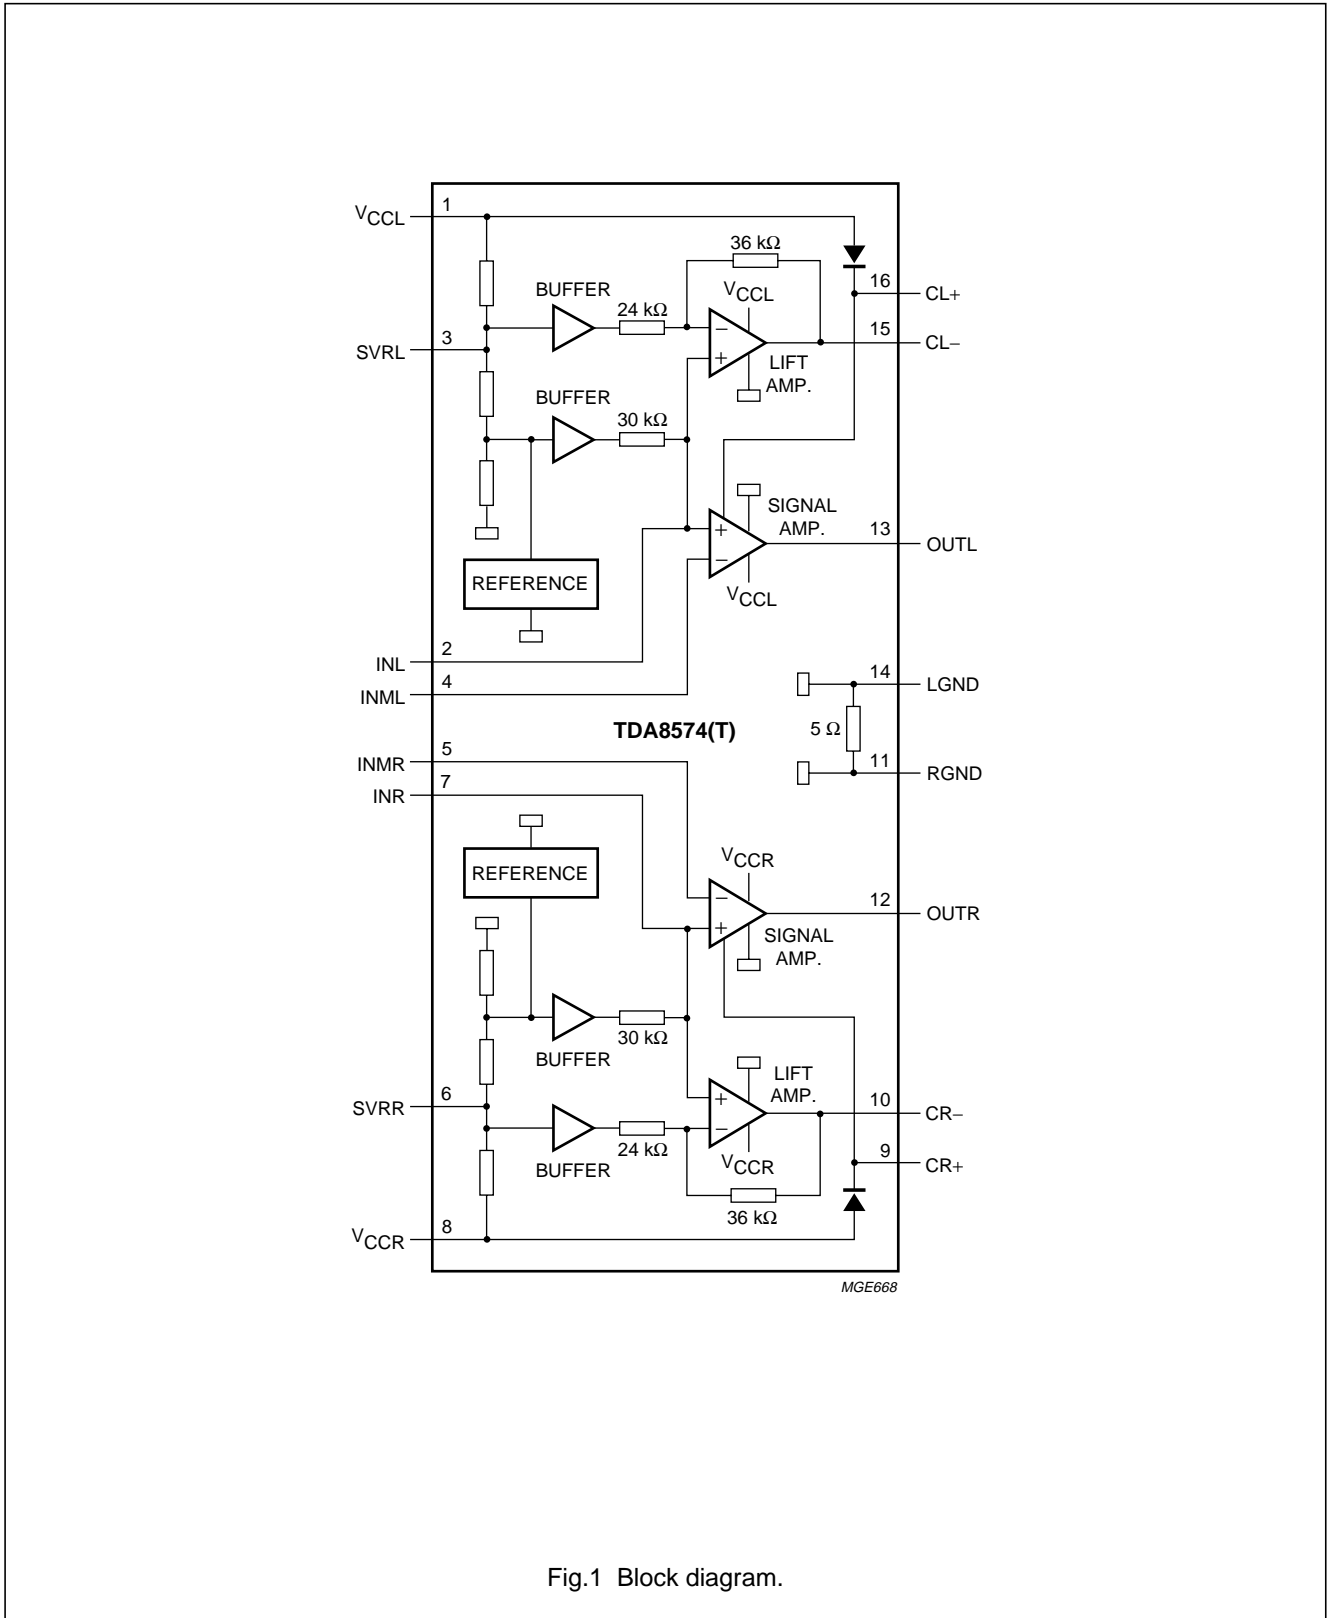 VCCL 1
36 kΩ
16 CL+
BUFFER
VCCL
24 kΩ
−
15 CL−
SVRL 3
+
LIFT
AMP.
BUFFER
30 kΩ
SIGNAL
AMP.
+
13 OUTL
−
REFERENCE
VCCL
INL 2
14 LGND
INML 4
TDA8574(T)
5 Ω
INMR 5
11 RGND
INR 7
VCCR
REFERENCE
−
12 OUTR
+
SIGNAL
AMP.
30 kΩ
BUFFER
LIFT
AMP.
SVRR 6
+
10 CR−
−
24 kΩ
VCCR
9 CR+
BUFFER
36 kΩ
VCCR 8
MGE668
Fig.1 Block diagram.